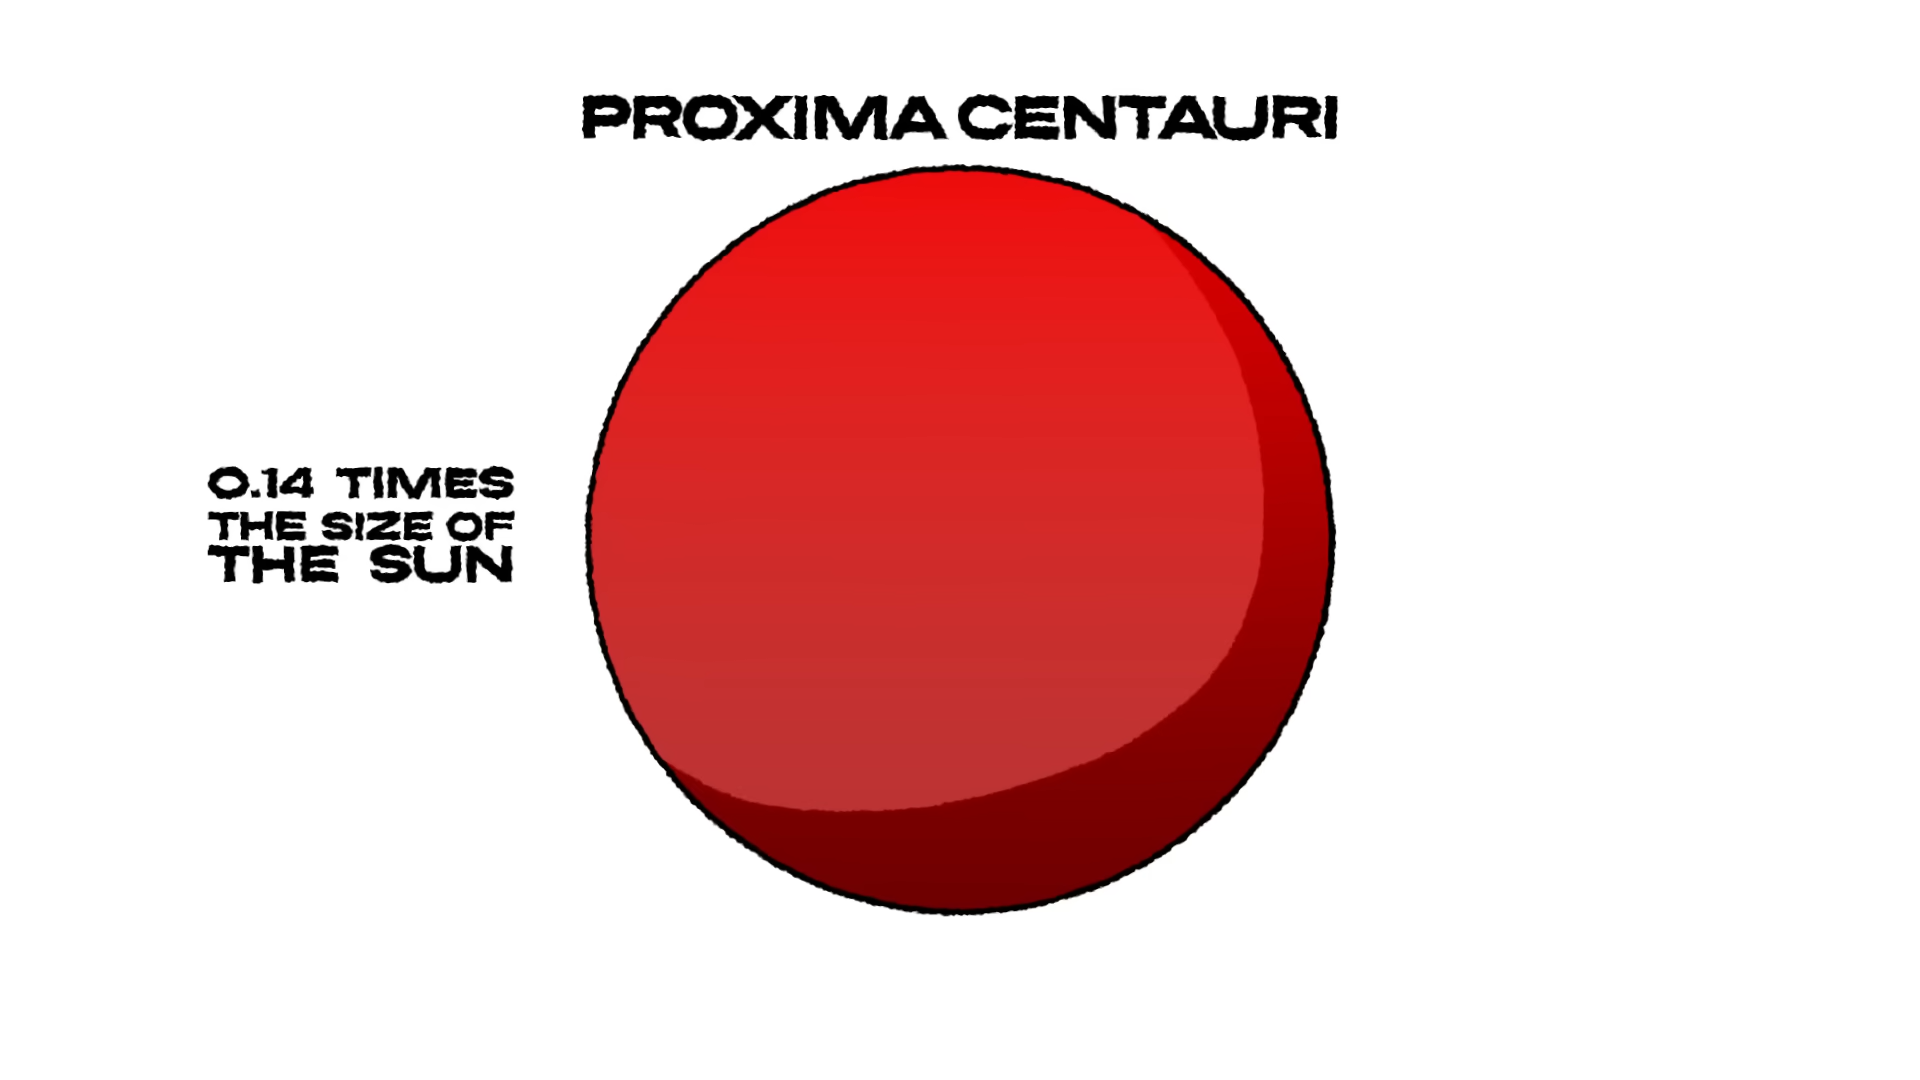 PROXIMA CENTAURI
0.14 TIMES
THE SIZE OF
THE SUN